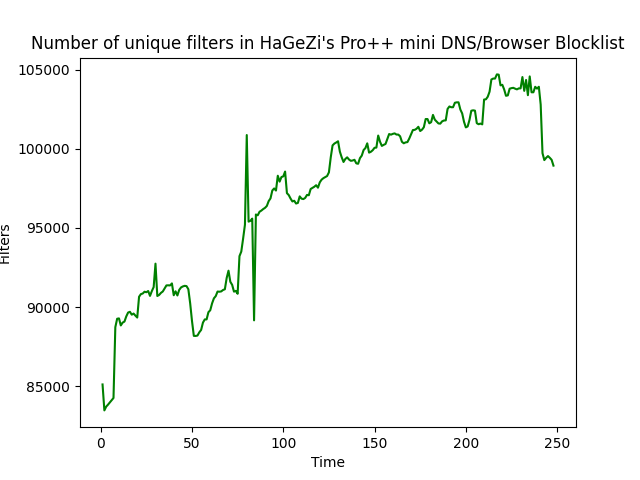 Number of unique filters in HaGeZi's Pro++ mini DNS/Browser Blocklist
105000
100000
95000
90000
85000
Filters
0 50 100 150 200 250
Time